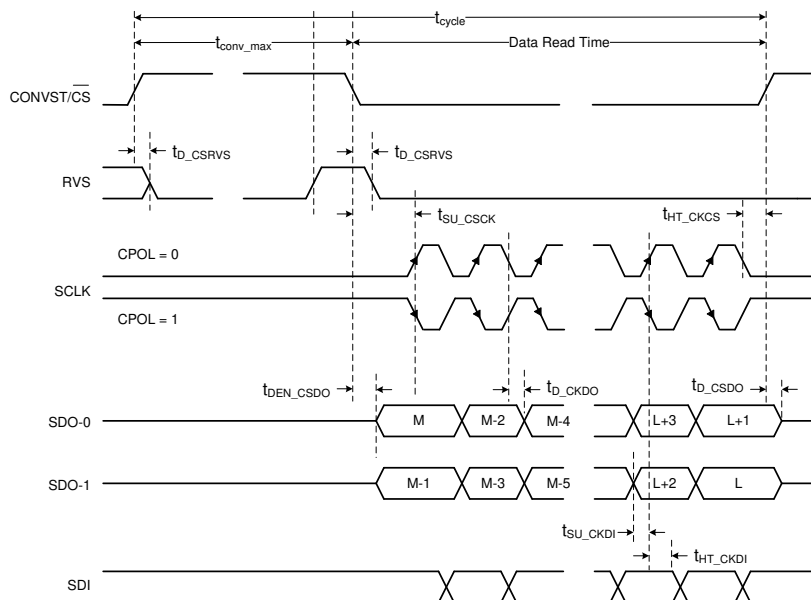 tcycle
tconv_max
Data Read Time
CONVST/CS
tD_CSRVS
tD_CSRVS
RVS
tSU_CSCK
tHT_CKCS
CPOL = 0
SCLK
CPOL = 1
tDEN_CSDO
tD_CKDO
tD_CSDO
SDO-0
M
M-2
M-4
L+3
L+1
SDO-1
M-1
M-3
M-5
L+2
L
tSU_CKDI
tHT_CKDI
SDI